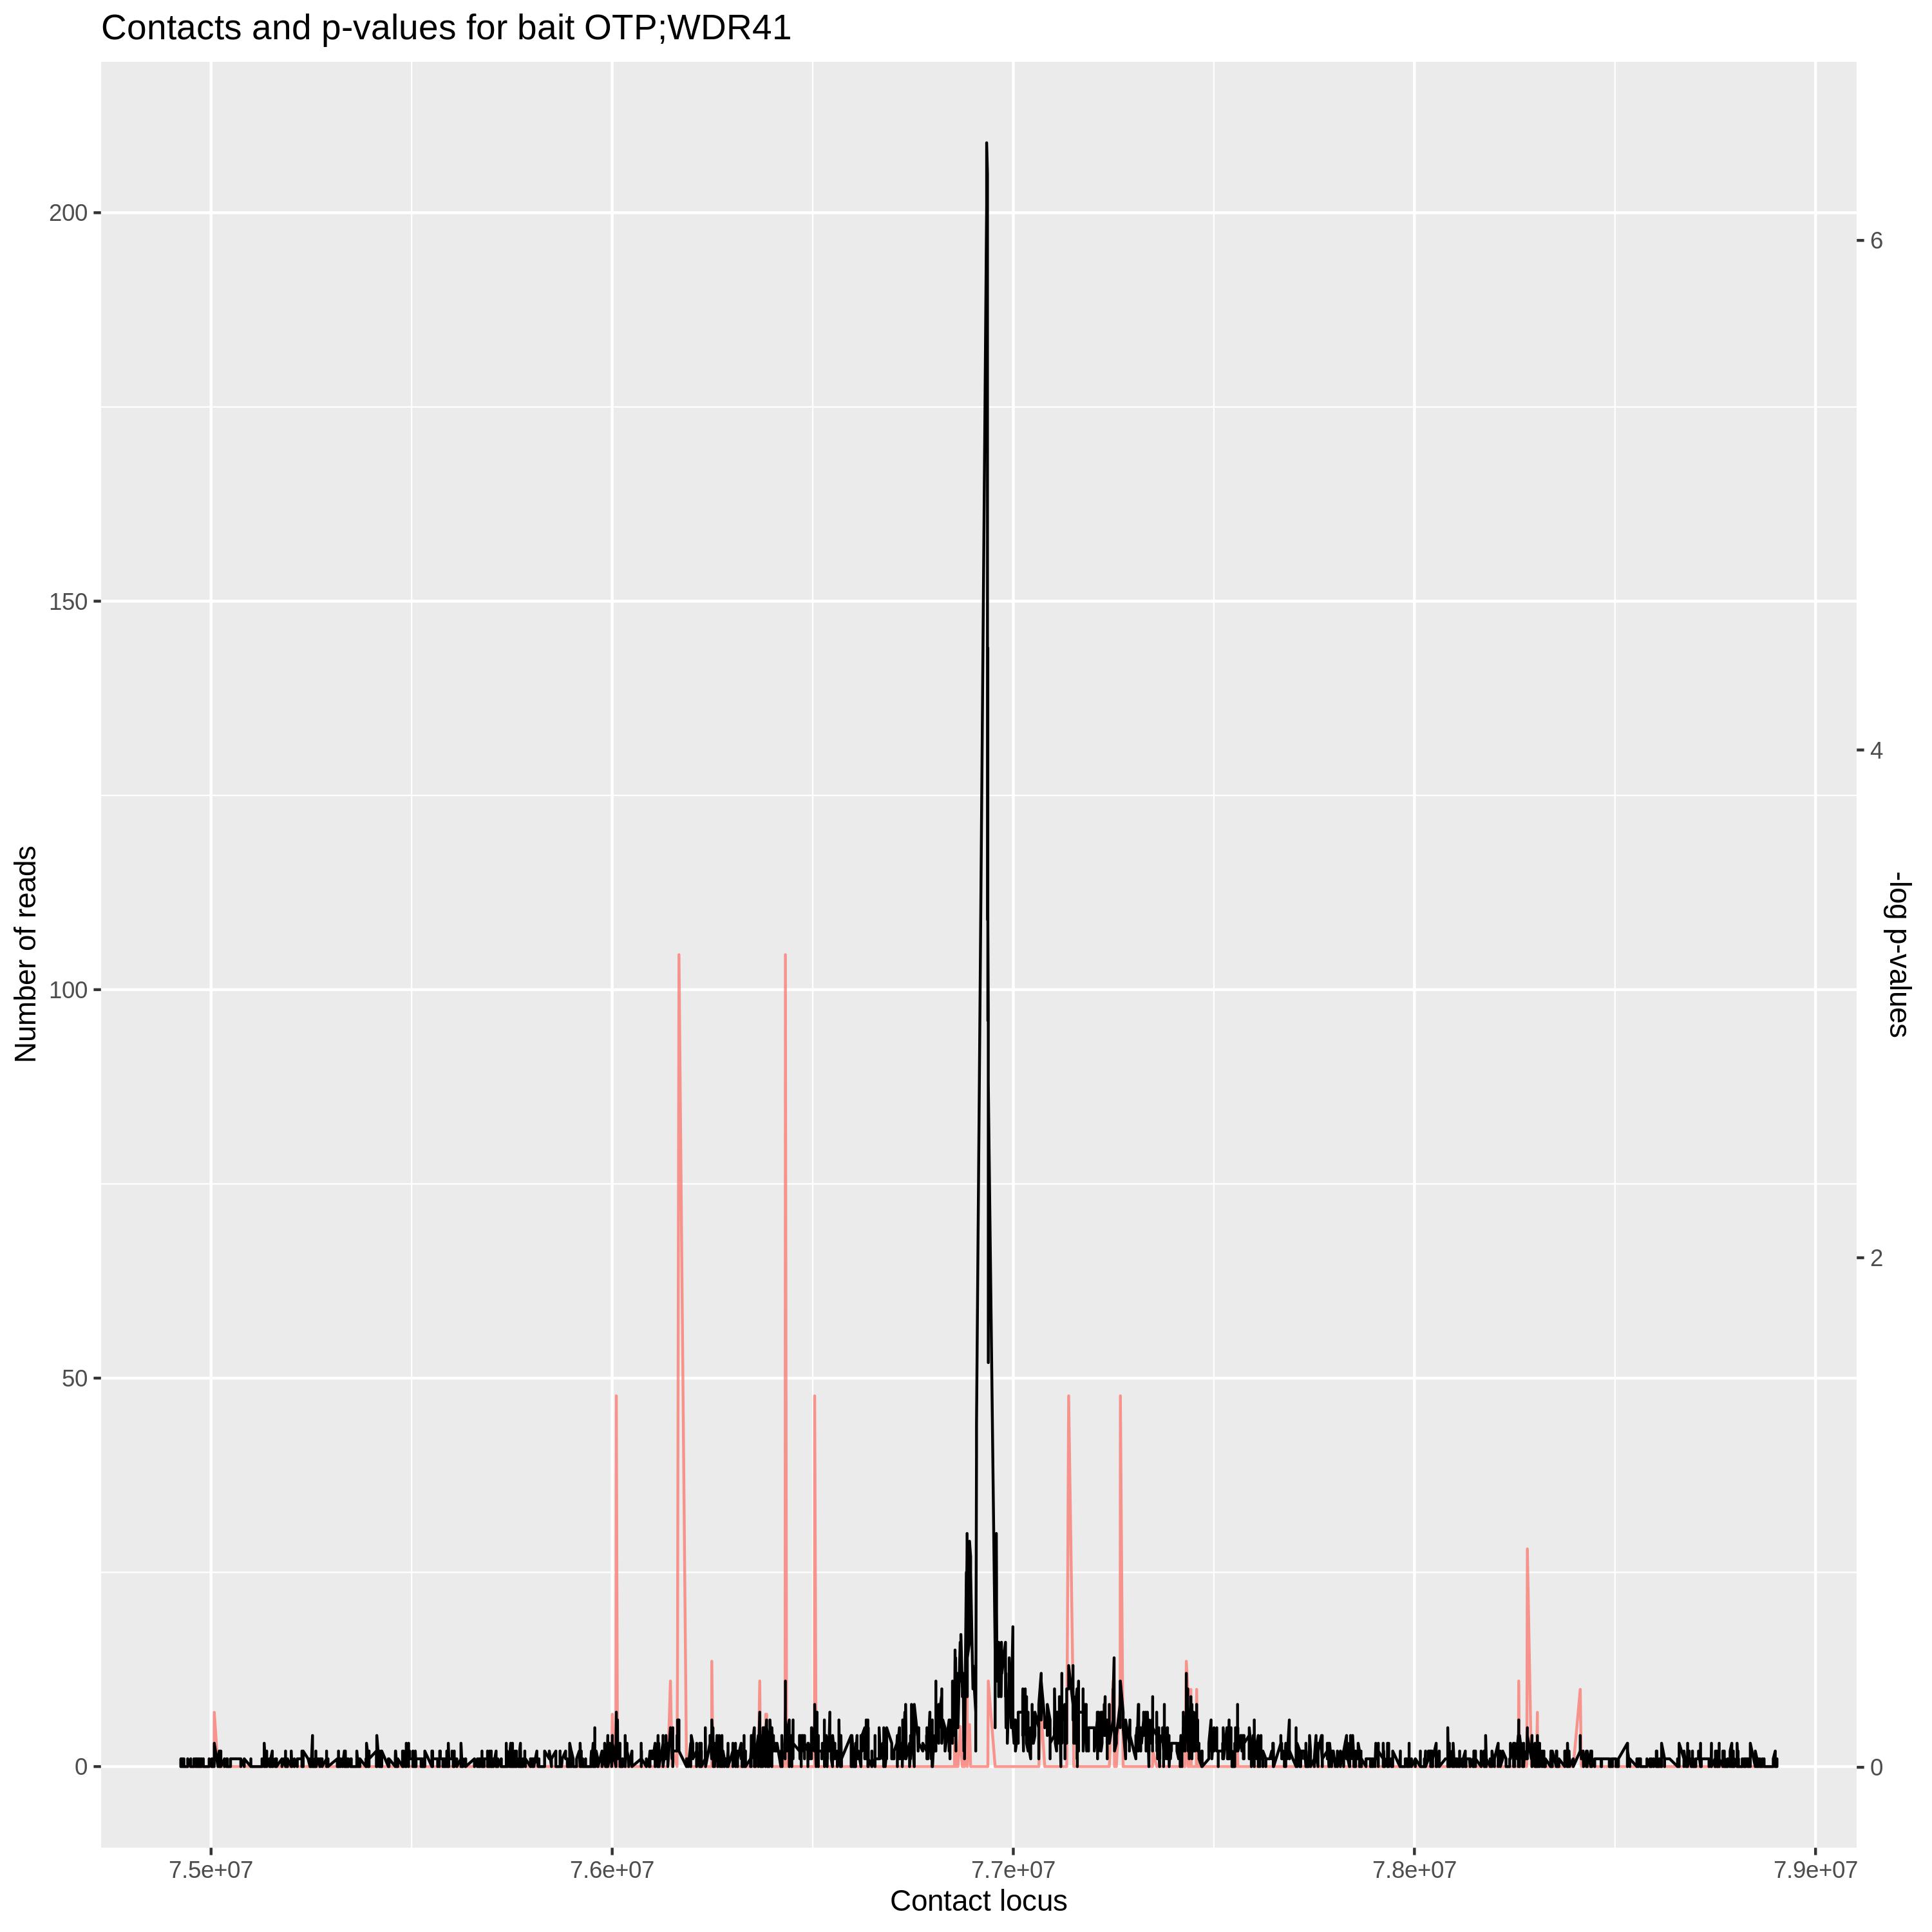 Contacts and p-values for bait OTP;WDR41
200
150
100
50
0
Number of reads
6
4
2
0
-log p-values
7.5e+07
7.6e+07
7.7e+07
7.8e+07
7.9e+07
Contact locus